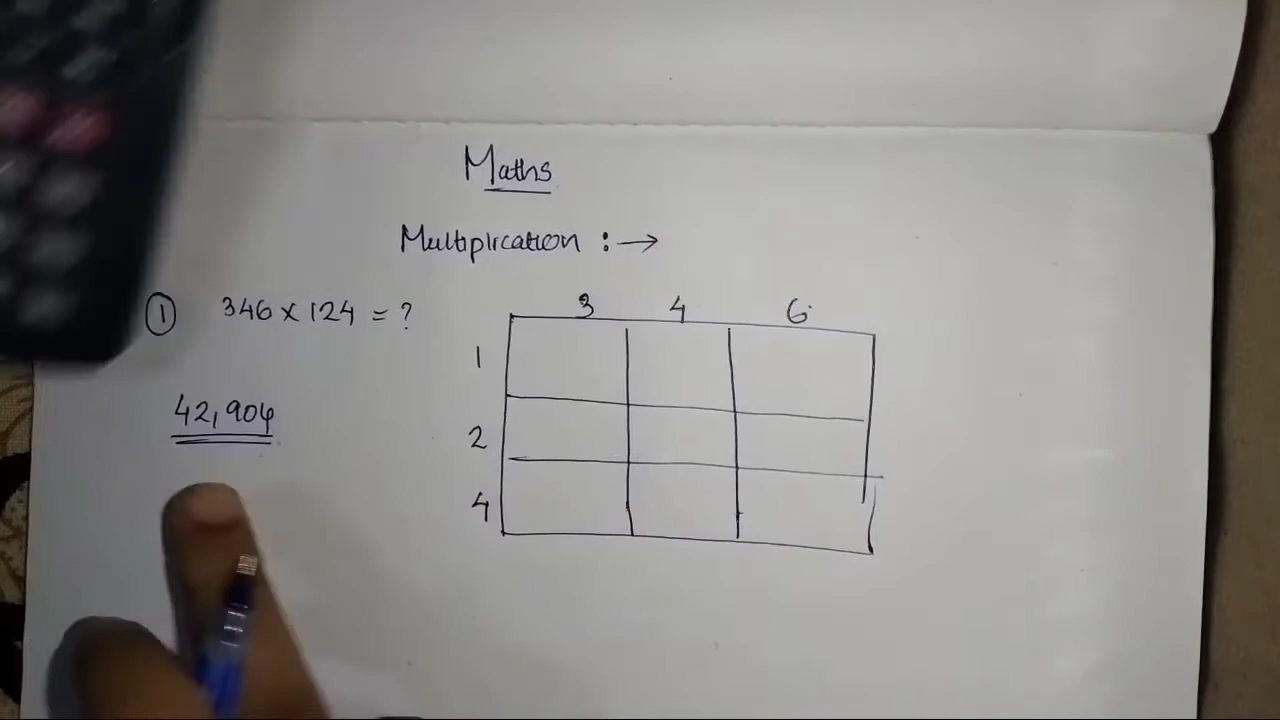 Maths
Multiplication :→
① 346 x 124 = ?
3 4 6
1
42,904
2
4